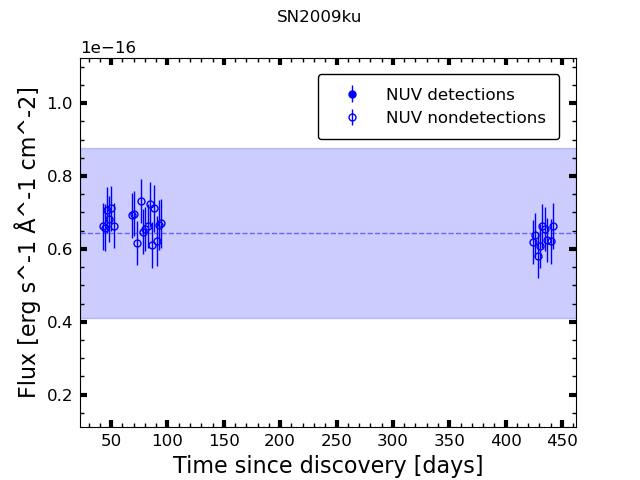 SN2009ku
1e−16
NUV detections
NUV nondetections
1.0
0.8
0.6
0.4
0.2
Flux [erg s^-1 Å^-1 cm^-2]
50 100 150 200 250 300 350 400 450
Time since discovery [days]